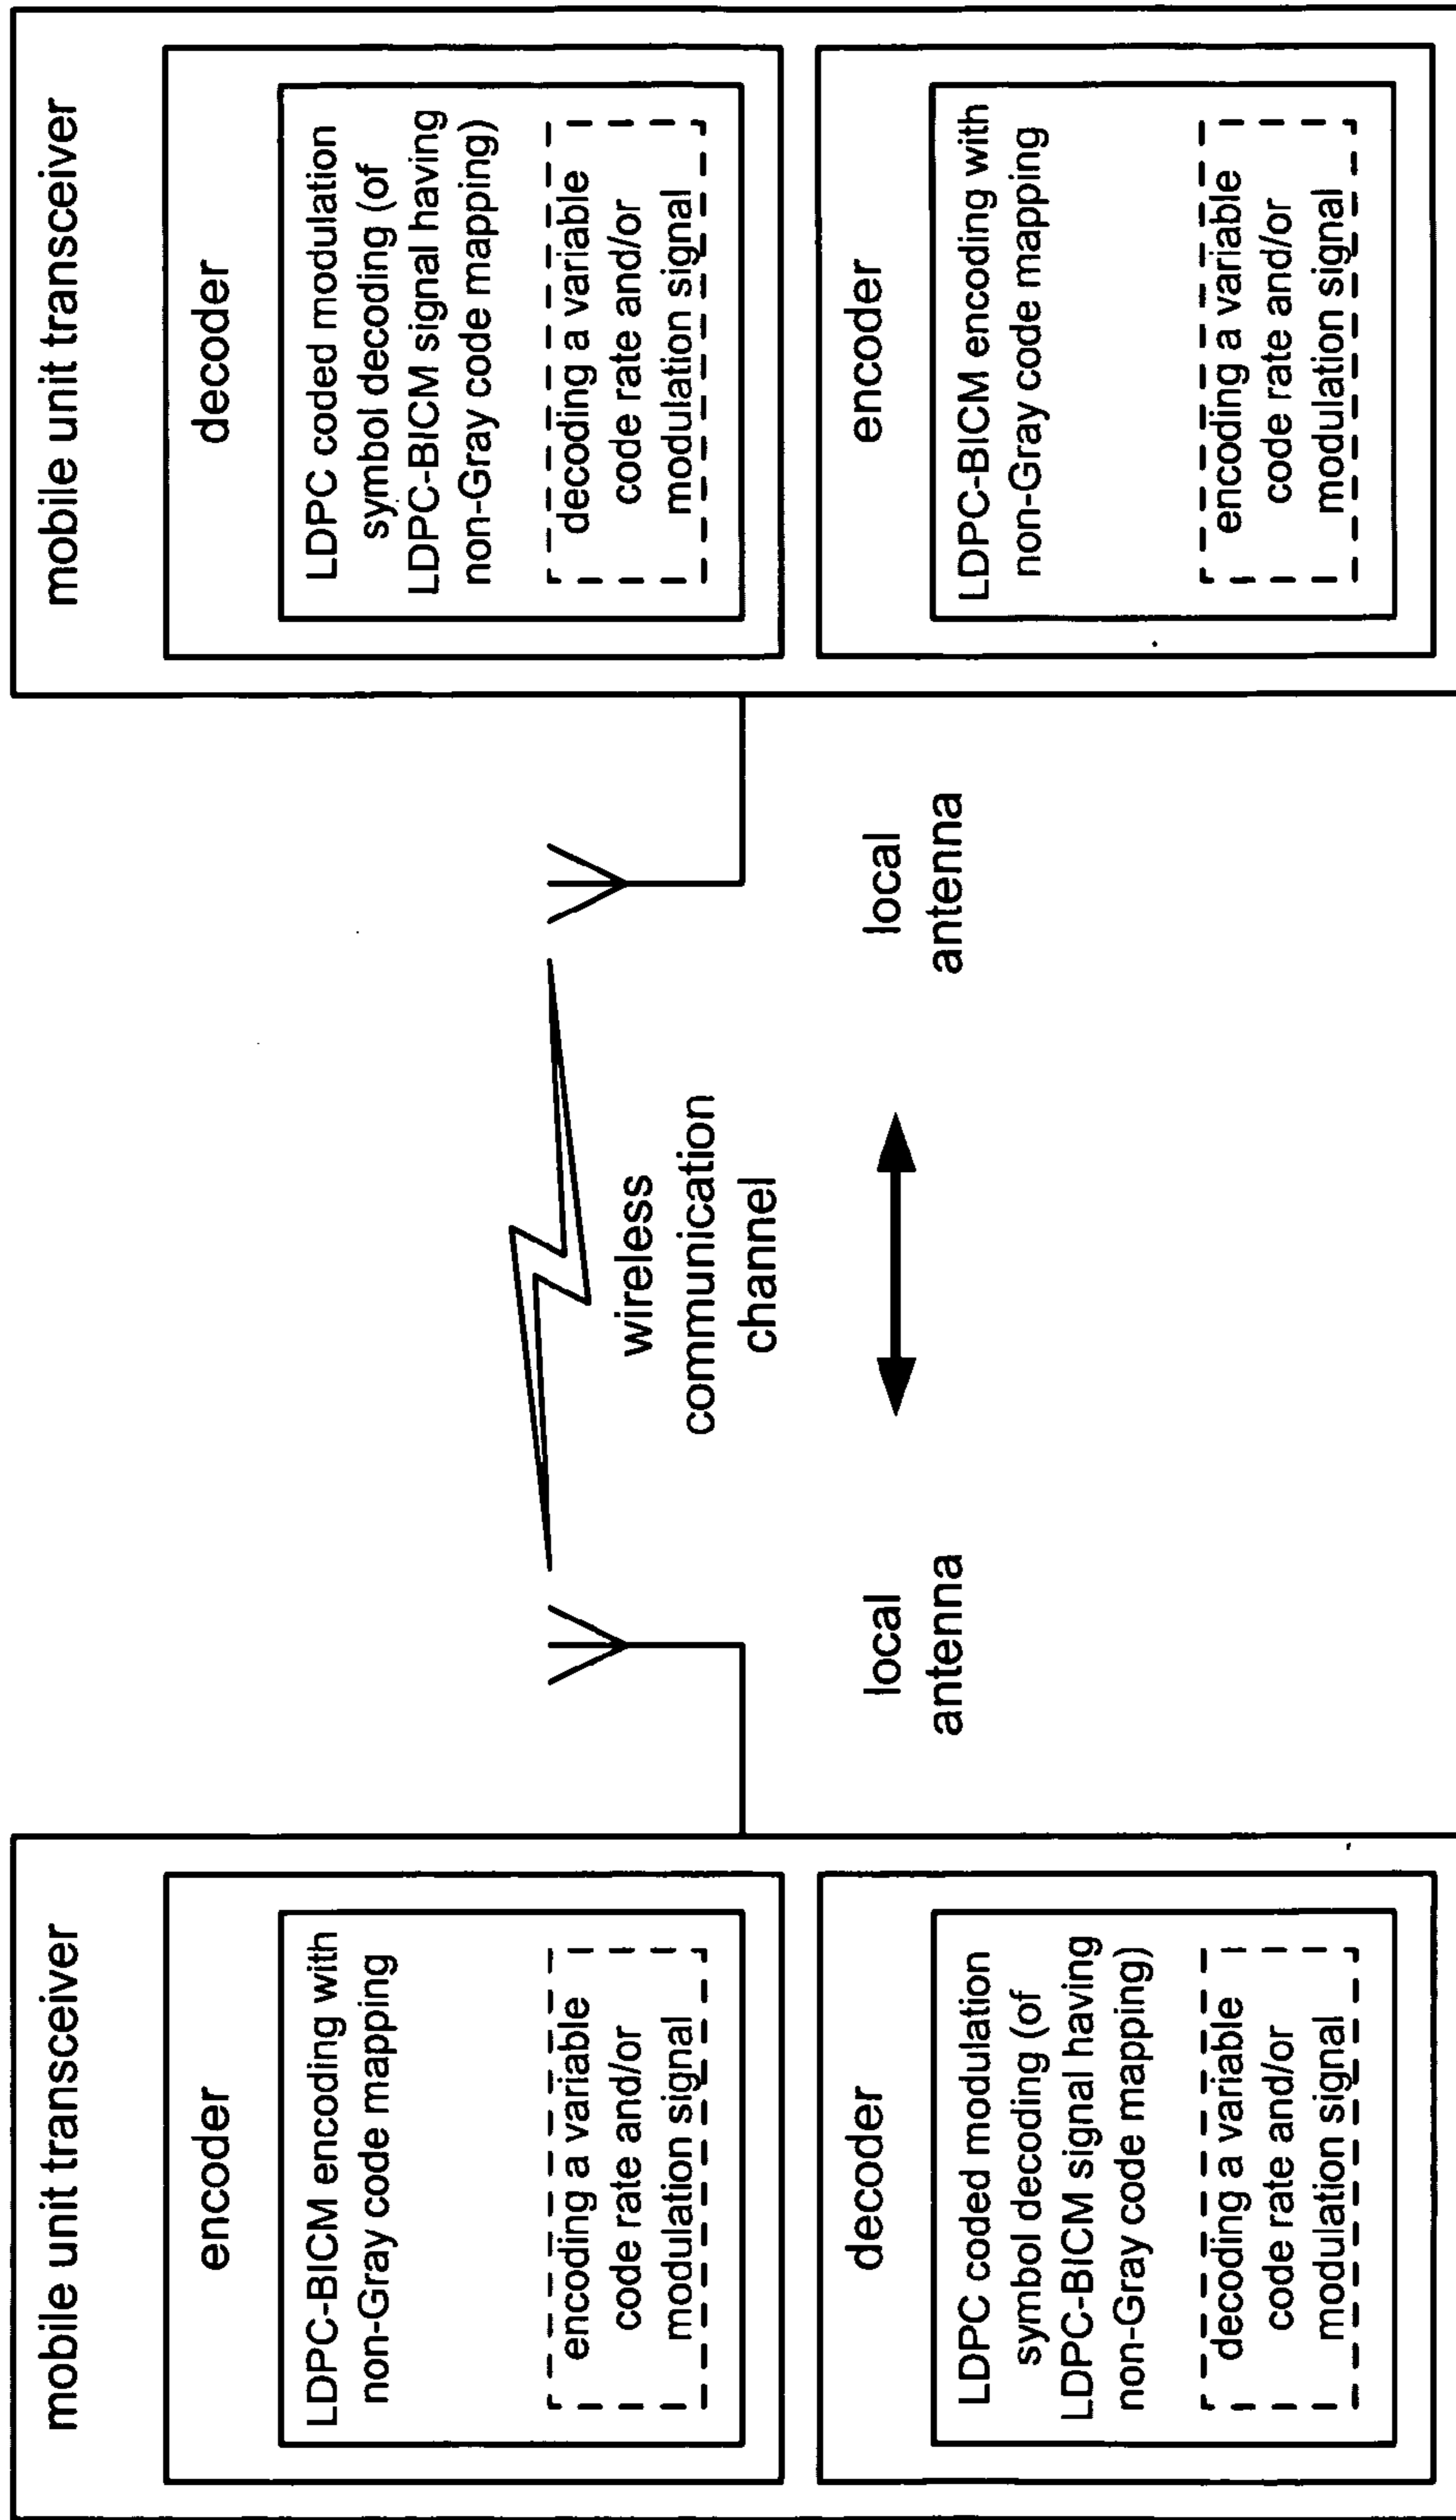 mobile unit transceiver
encoder
LDPC-BICM encoding with
non-Gray code mapping
encoding a variable
code rate and/or
modulation signal
decoder
LDPC coded modulation
symbol decoding (of
LDPC-BICM signal having
non-Gray code mapping)
decoding a variable
code rate and/or
modulation signal
local
antenna
wireless
communication
channel
local
antenna
mobile unit transceiver
decoder
LDPC coded modulation
symbol decoding (of
LDPC-BICM signal having
non-Gray code mapping)
decoding a variable
code rate and/or
modulation signal
encoder
LDPC-BICM encoding with
non-Gray code mapping
encoding a variable
code rate and/or
modulation signal